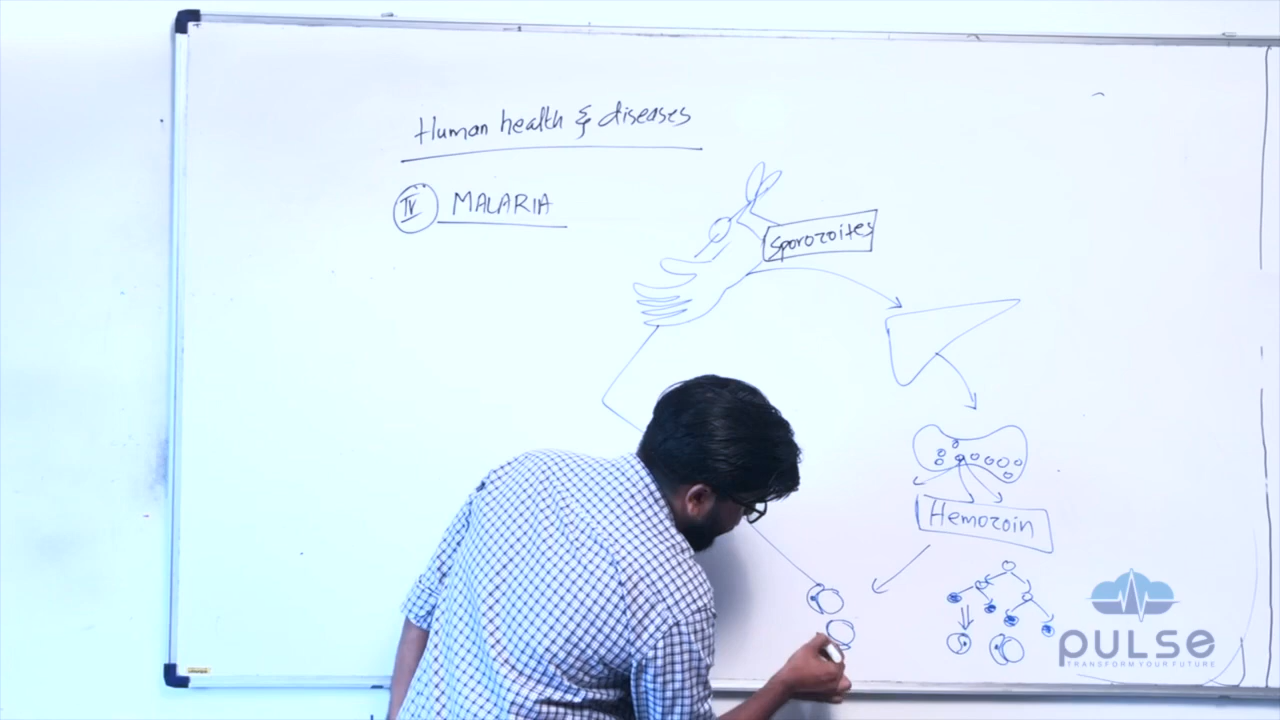 Human health & diseases
IV MALARIA
Sporozoites
Hemozoin
PULSE
TRANSFORM YOUR FUTURE